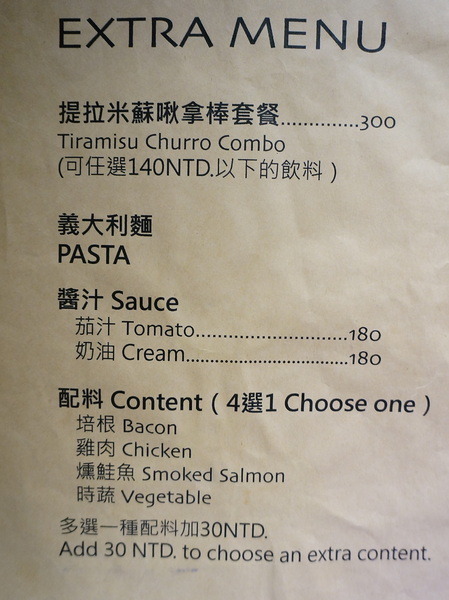 EXTRA MENU
提拉米蘇啾拿棒套餐..............300
Tiramisu Churro Combo
(可任選140NTD.以下的飲料)
義大利麵
PASTA
醬汁 Sauce
茄汁 Tomato..............................180
奶油 Cream................................180
配料 Content ( 4選1 Choose one )
培根 Bacon
雞肉 Chicken
燻鮭魚 Smoked Salmon
時蔬 Vegetable
多選一種配料加30NTD.
Add 30 NTD. to choose an extra content.